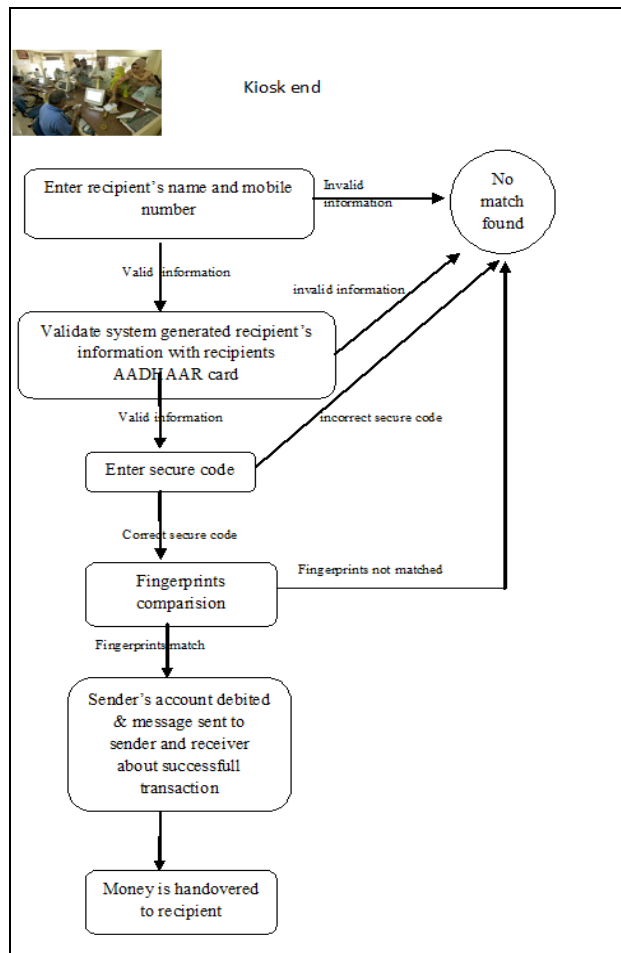 Kiosk end
Enter recipient's name and mobile
number
Invalid
information
No
match
found
Valid information
invalid information
Validate system generated recipient's
information with recipients
AADHAAR card
Valid information
incorrect secure code
Enter secure code
Correct secure code
Fingerprints not matched
Fingerprints
comparision
Fingerprints match
Sender's account debited
& message sent to
sender and receiver
about successfull
transaction
Money is handovered
to recipient